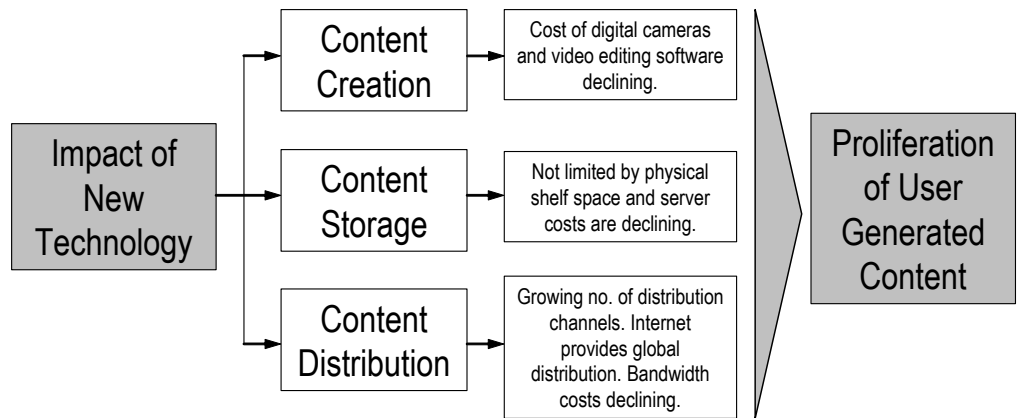 Impact of
New
Technology
Content
Creation
Cost of digital cameras
and video editing software
declining.
Content
Storage
Not limited by physical
shelf space and server
costs are declining.
Content
Distribution
Growing no. of distribution
channels. Internet
provides global
distribution. Bandwidth
costs declining.
Proliferation
of User
Generated
Content